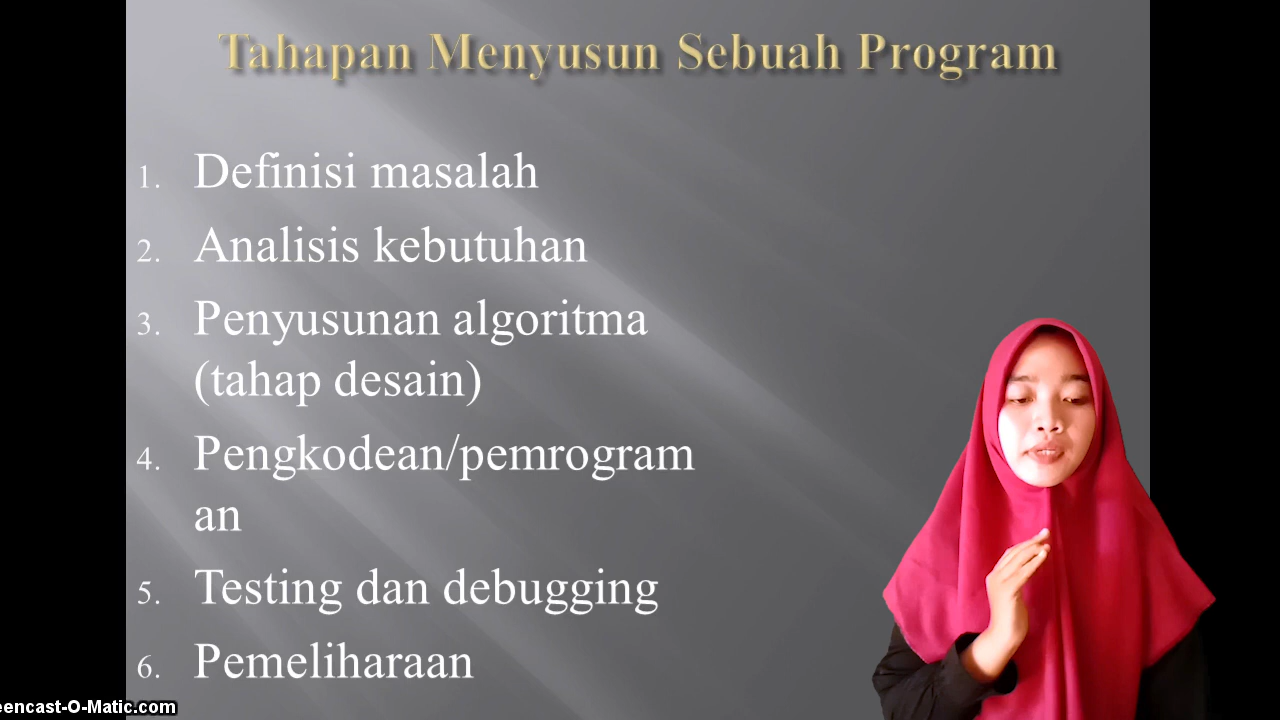 Tahapan Menyusun Sebuah Program
1. Definisi masalah
2. Analisis kebutuhan
3. Penyusunan algoritma
(tahap desain)
4. Pengkodean/pemrogram
an
5. Testing dan debugging
6. Pemeliharaan
eencast-O-Matic.com